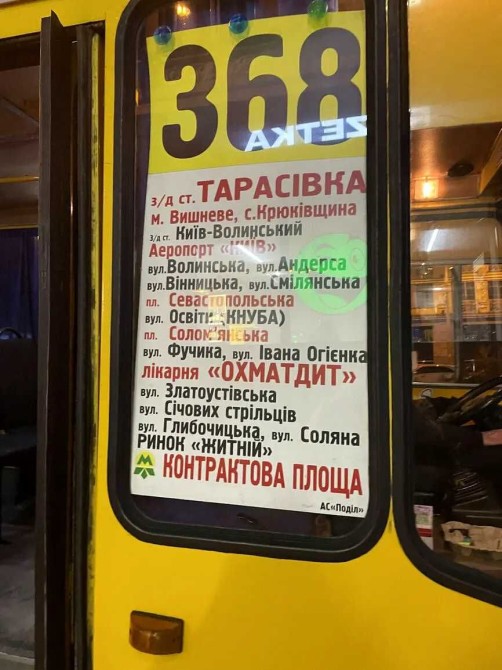 368
ZETKA
з/д ст. ТАРАСІВКА
м. Вишневе, с.Крюківщина
з/д ст. Київ-Волинський
Аеропорт «КИЇВ»
вул.Волинська, вул.Андерса
вул.Вінницька, вул.Смілянська
пл. Севастопольська
вул. Освіти (КНУБА)
пл. Солом'янська
вул. Фучика, вул. Івана Огієнка
лікарня «ОХМАТДИТ»
вул. Златоустівська
вул. Січових стрільців
вул. Глибочицька, вул. Соляна
РИНОК «ЖИТНІЙ»
М КОНТРАКТОВА ПЛОЩА
АС«Поділ»